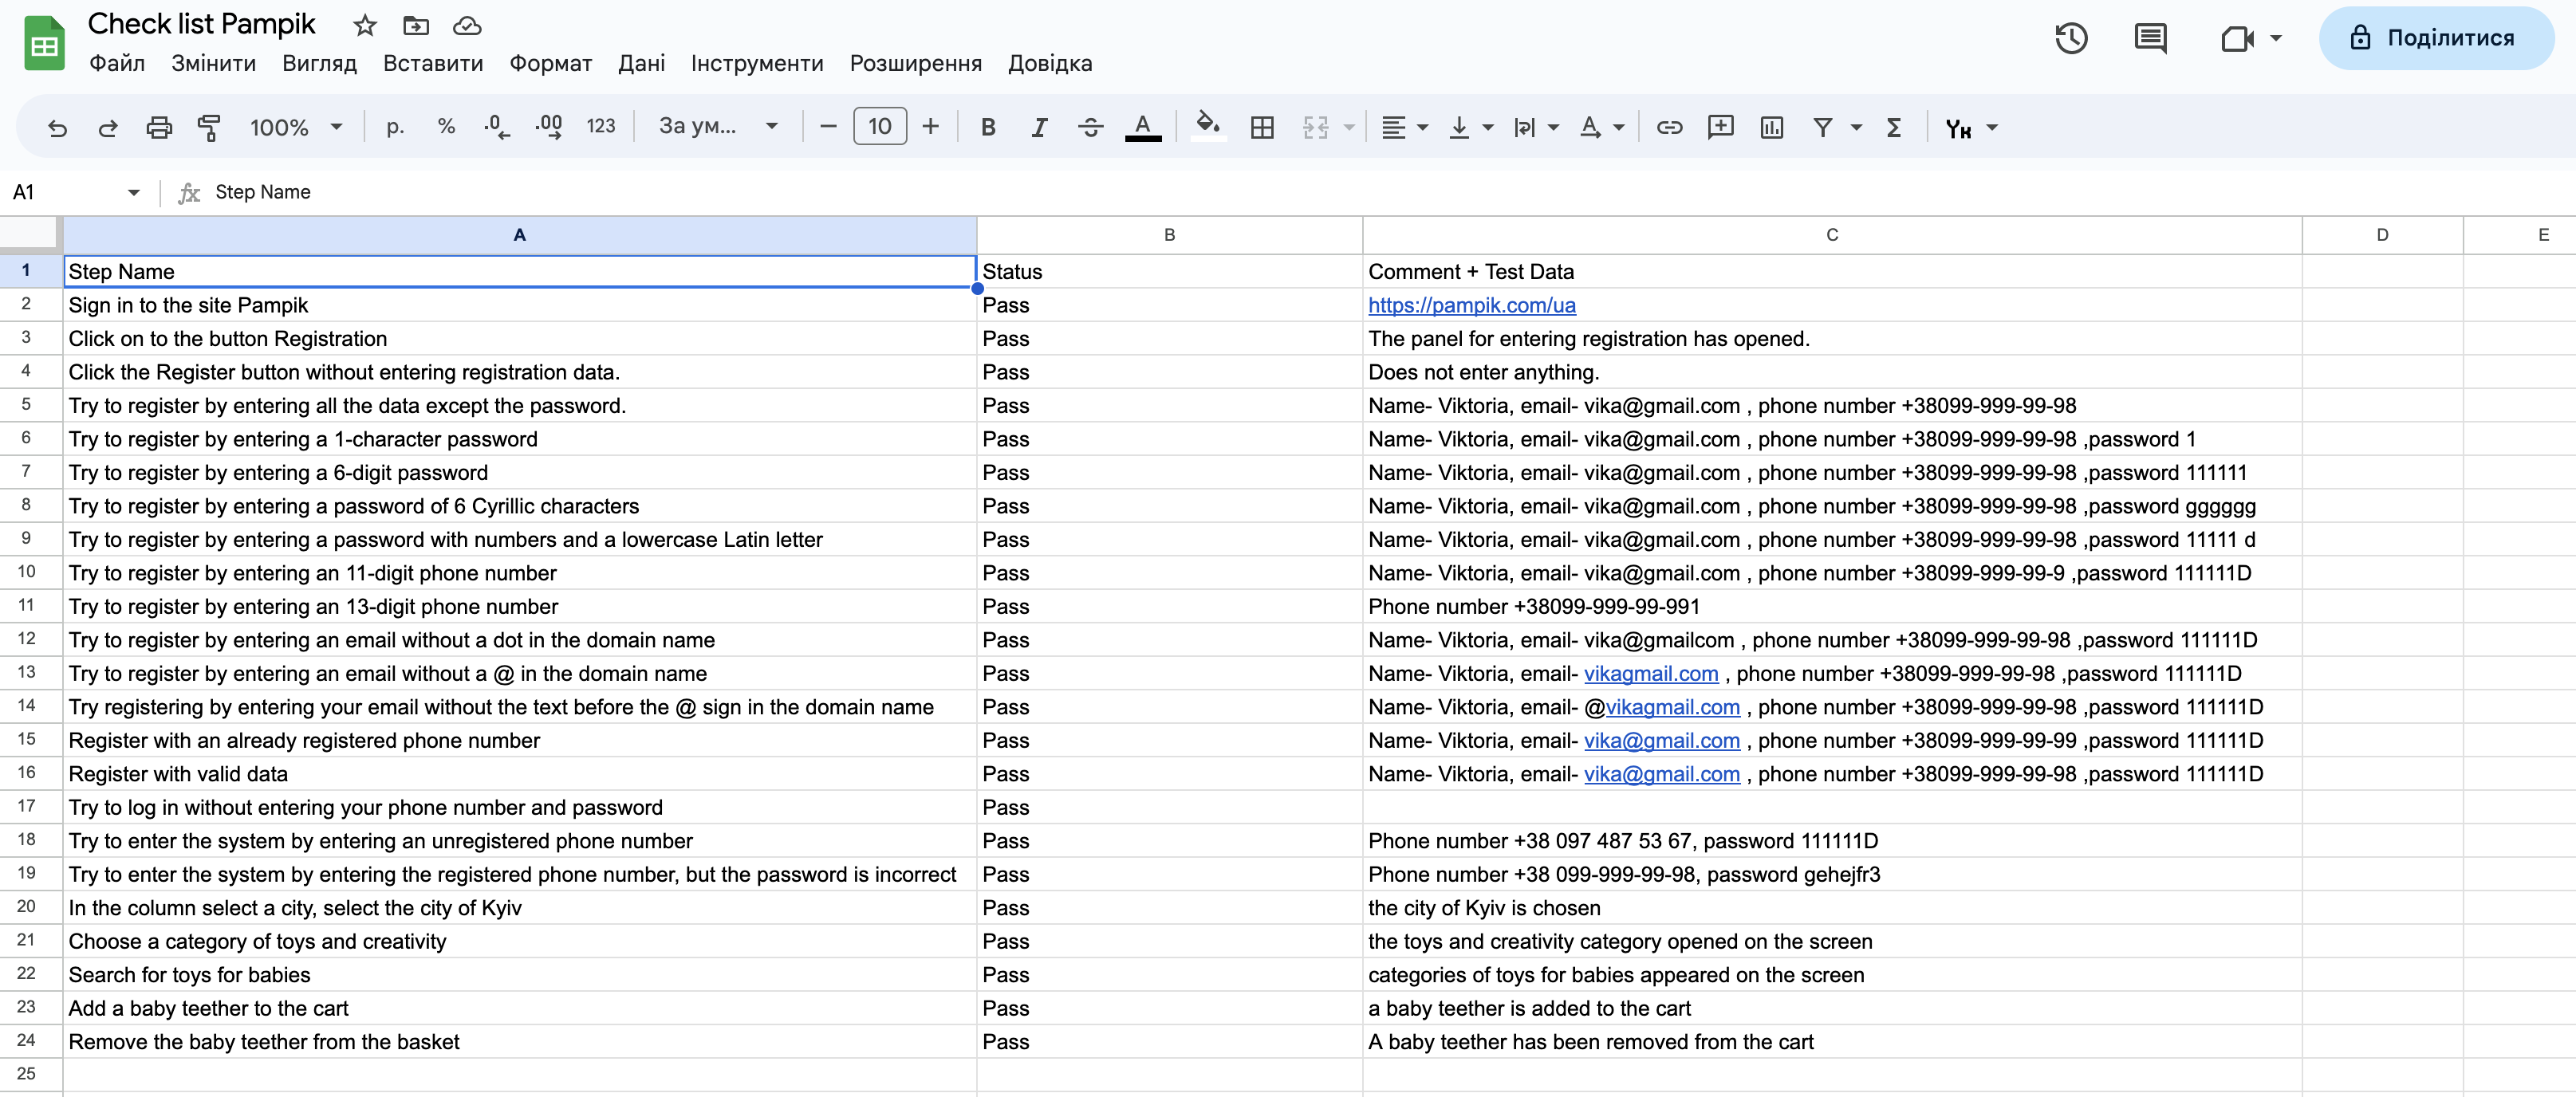 Check list Pampik
Файл Змінити Вигляд Вставити Формат Дані Інструменти Розширення Довідка
Поділитися
100% р. % .0 .00 123 За ум... 10 B I A Σ
A1 fx Step Name
A B C D E
1 Step Name Status Comment + Test Data
2 Sign in to the site Pampik Pass https://pampik.com/ua
3 Click on to the button Registration Pass The panel for entering registration has opened.
4 Click the Register button without entering registration data. Pass Does not enter anything.
5 Try to register by entering all the data except the password. Pass Name- Viktoria, email- vika@gmail.com , phone number +38099-999-99-98
6 Try to register by entering a 1-character password Pass Name- Viktoria, email- vika@gmail.com , phone number +38099-999-99-98 ,password 1
7 Try to register by entering a 6-digit password Pass Name- Viktoria, email- vika@gmail.com , phone number +38099-999-99-98 ,password 111111
8 Try to register by entering a password of 6 Cyrillic characters Pass Name- Viktoria, email- vika@gmail.com , phone number +38099-999-99-98 ,password gggggg
9 Try to register by entering a password with numbers and a lowercase Latin letter Pass Name- Viktoria, email- vika@gmail.com , phone number +38099-999-99-98 ,password 11111 d
10 Try to register by entering an 11-digit phone number Pass Name- Viktoria, email- vika@gmail.com , phone number +38099-999-99-9 ,password 111111D
11 Try to register by entering an 13-digit phone number Pass Phone number +38099-999-99-991
12 Try to register by entering an email without a dot in the domain name Pass Name- Viktoria, email- vika@gmailcom , phone number +38099-999-99-98 ,password 111111D
13 Try to register by entering an email without a @ in the domain name Pass Name- Viktoria, email- vikagmail.com , phone number +38099-999-99-98 ,password 111111D
14 Try registering by entering your email without the text before the @ sign in the domain name Pass Name- Viktoria, email- @vikagmail.com , phone number +38099-999-99-98 ,password 111111D
15 Register with an already registered phone number Pass Name- Viktoria, email- vika@gmail.com , phone number +38099-999-99-99 ,password 111111D
16 Register with valid data Pass Name- Viktoria, email- vika@gmail.com , phone number +38099-999-99-98 ,password 111111D
17 Try to log in without entering your phone number and password Pass
18 Try to enter the system by entering an unregistered phone number Pass Phone number +38 097 487 53 67, password 111111D
19 Try to enter the system by entering the registered phone number, but the password is incorrect Pass Phone number +38 099-999-99-98, password gehejfr3
20 In the column select a city, select the city of Kyiv Pass the city of Kyiv is chosen
21 Choose a category of toys and creativity Pass the toys and creativity category opened on the screen
22 Search for toys for babies Pass categories of toys for babies appeared on the screen
23 Add a baby teether to the cart Pass a baby teether is added to the cart
24 Remove the baby teether from the basket Pass A baby teether has been removed from the cart
25